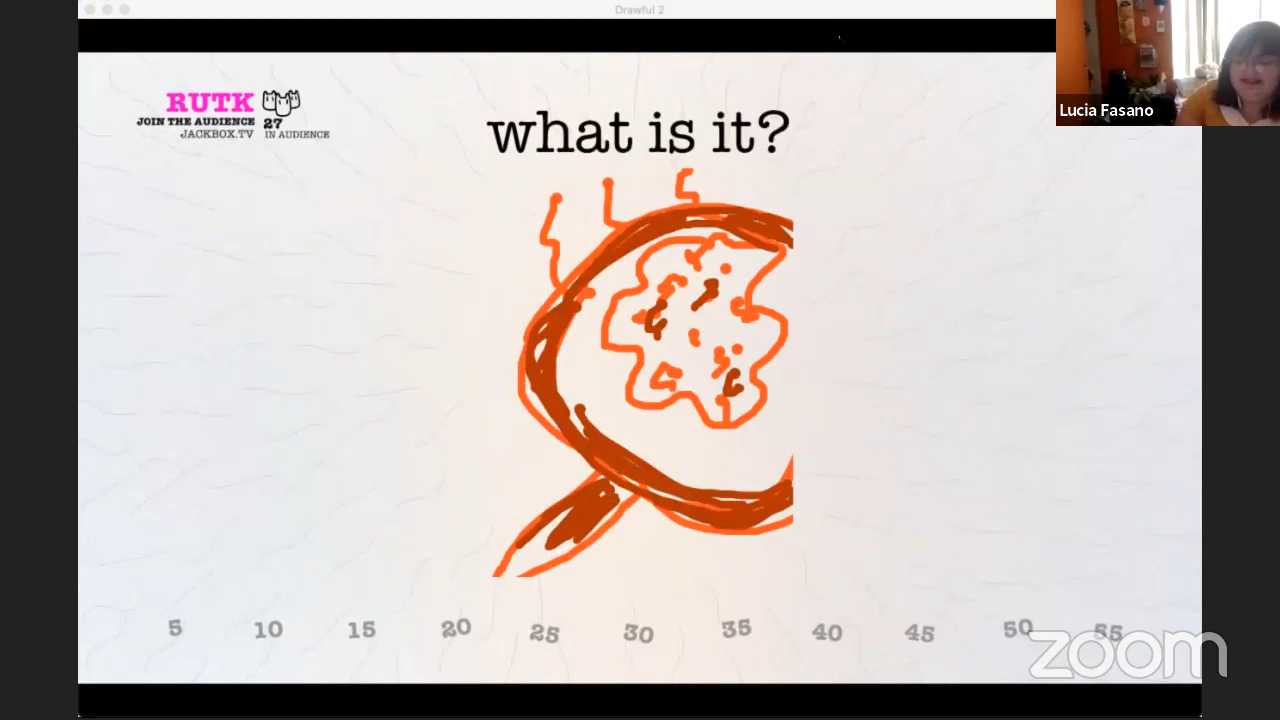 Drawful 2
RUTK
JOIN THE AUDIENCE
JACKBOX.TV
27
IN AUDIENCE
what is it?
Lucia Fasano
5 10 15 20 25 30 35 40 45 50 55
zoom